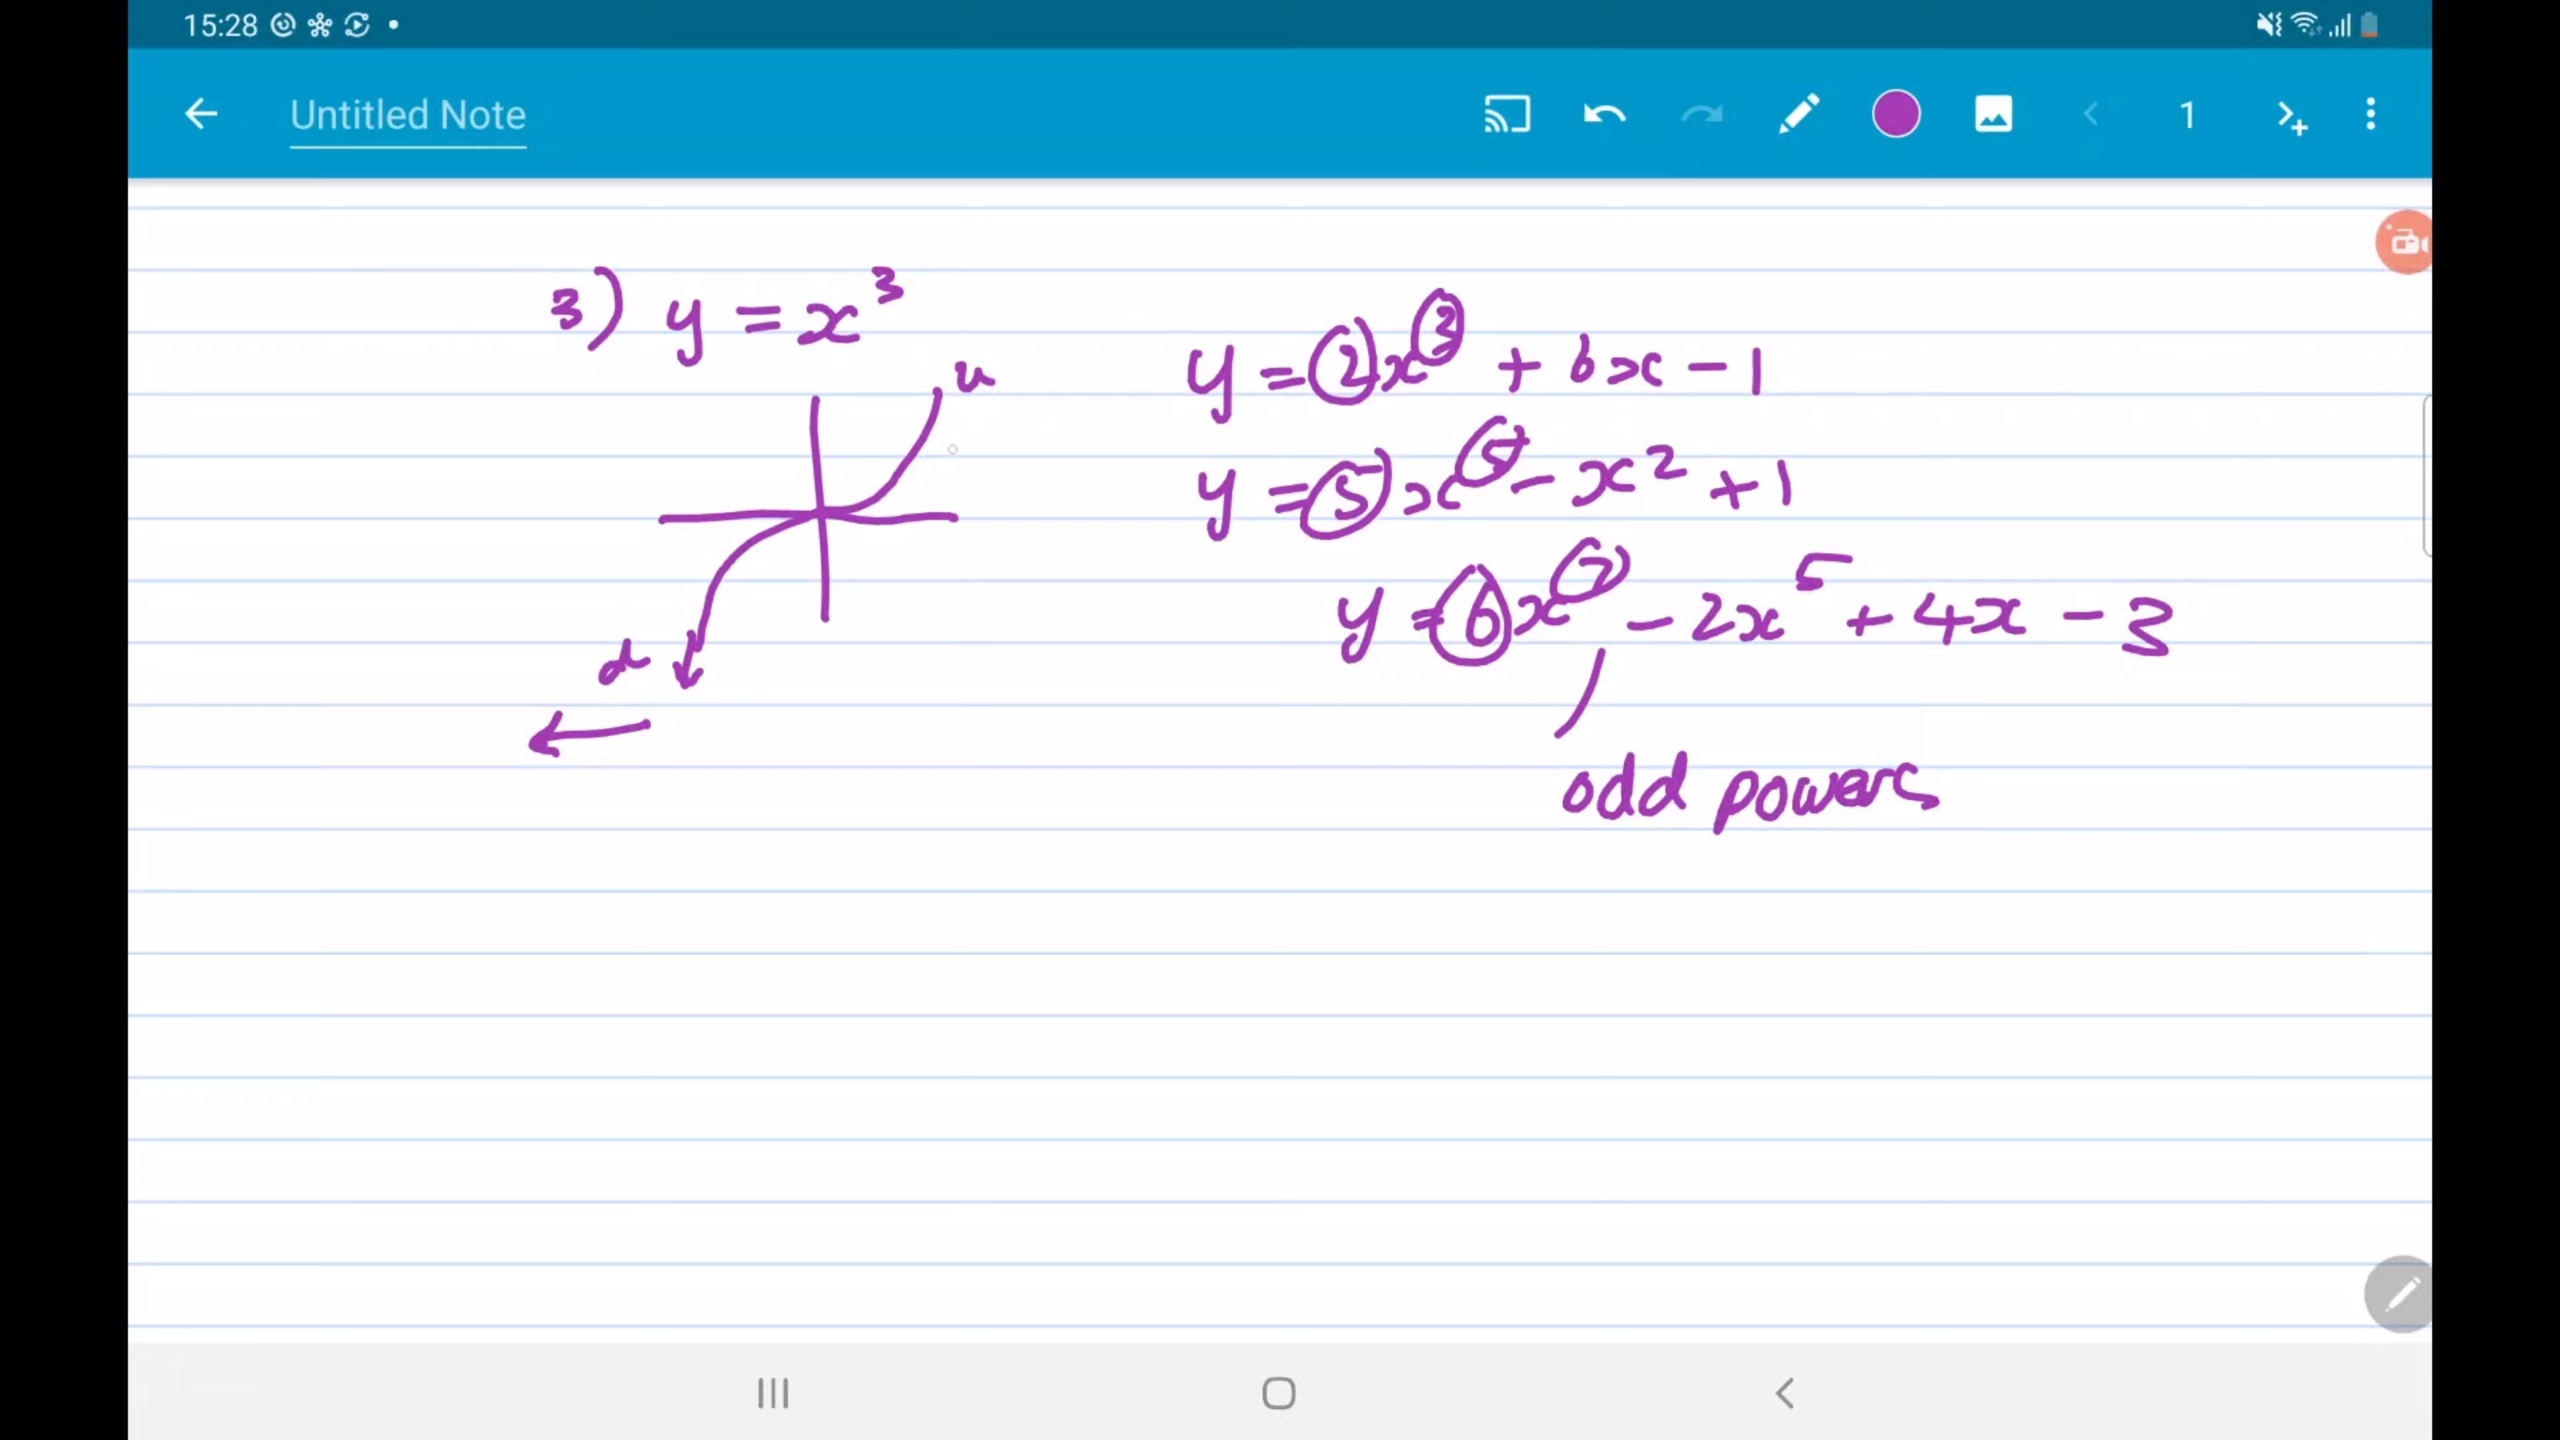 15:28
Untitled Note
1
3) y = x³
u
d
y = 2x³ + 6x - 1
y = 5x⁵ - x² + 1
y = 6x⁷ - 2x⁵ + 4x - 3
odd powers